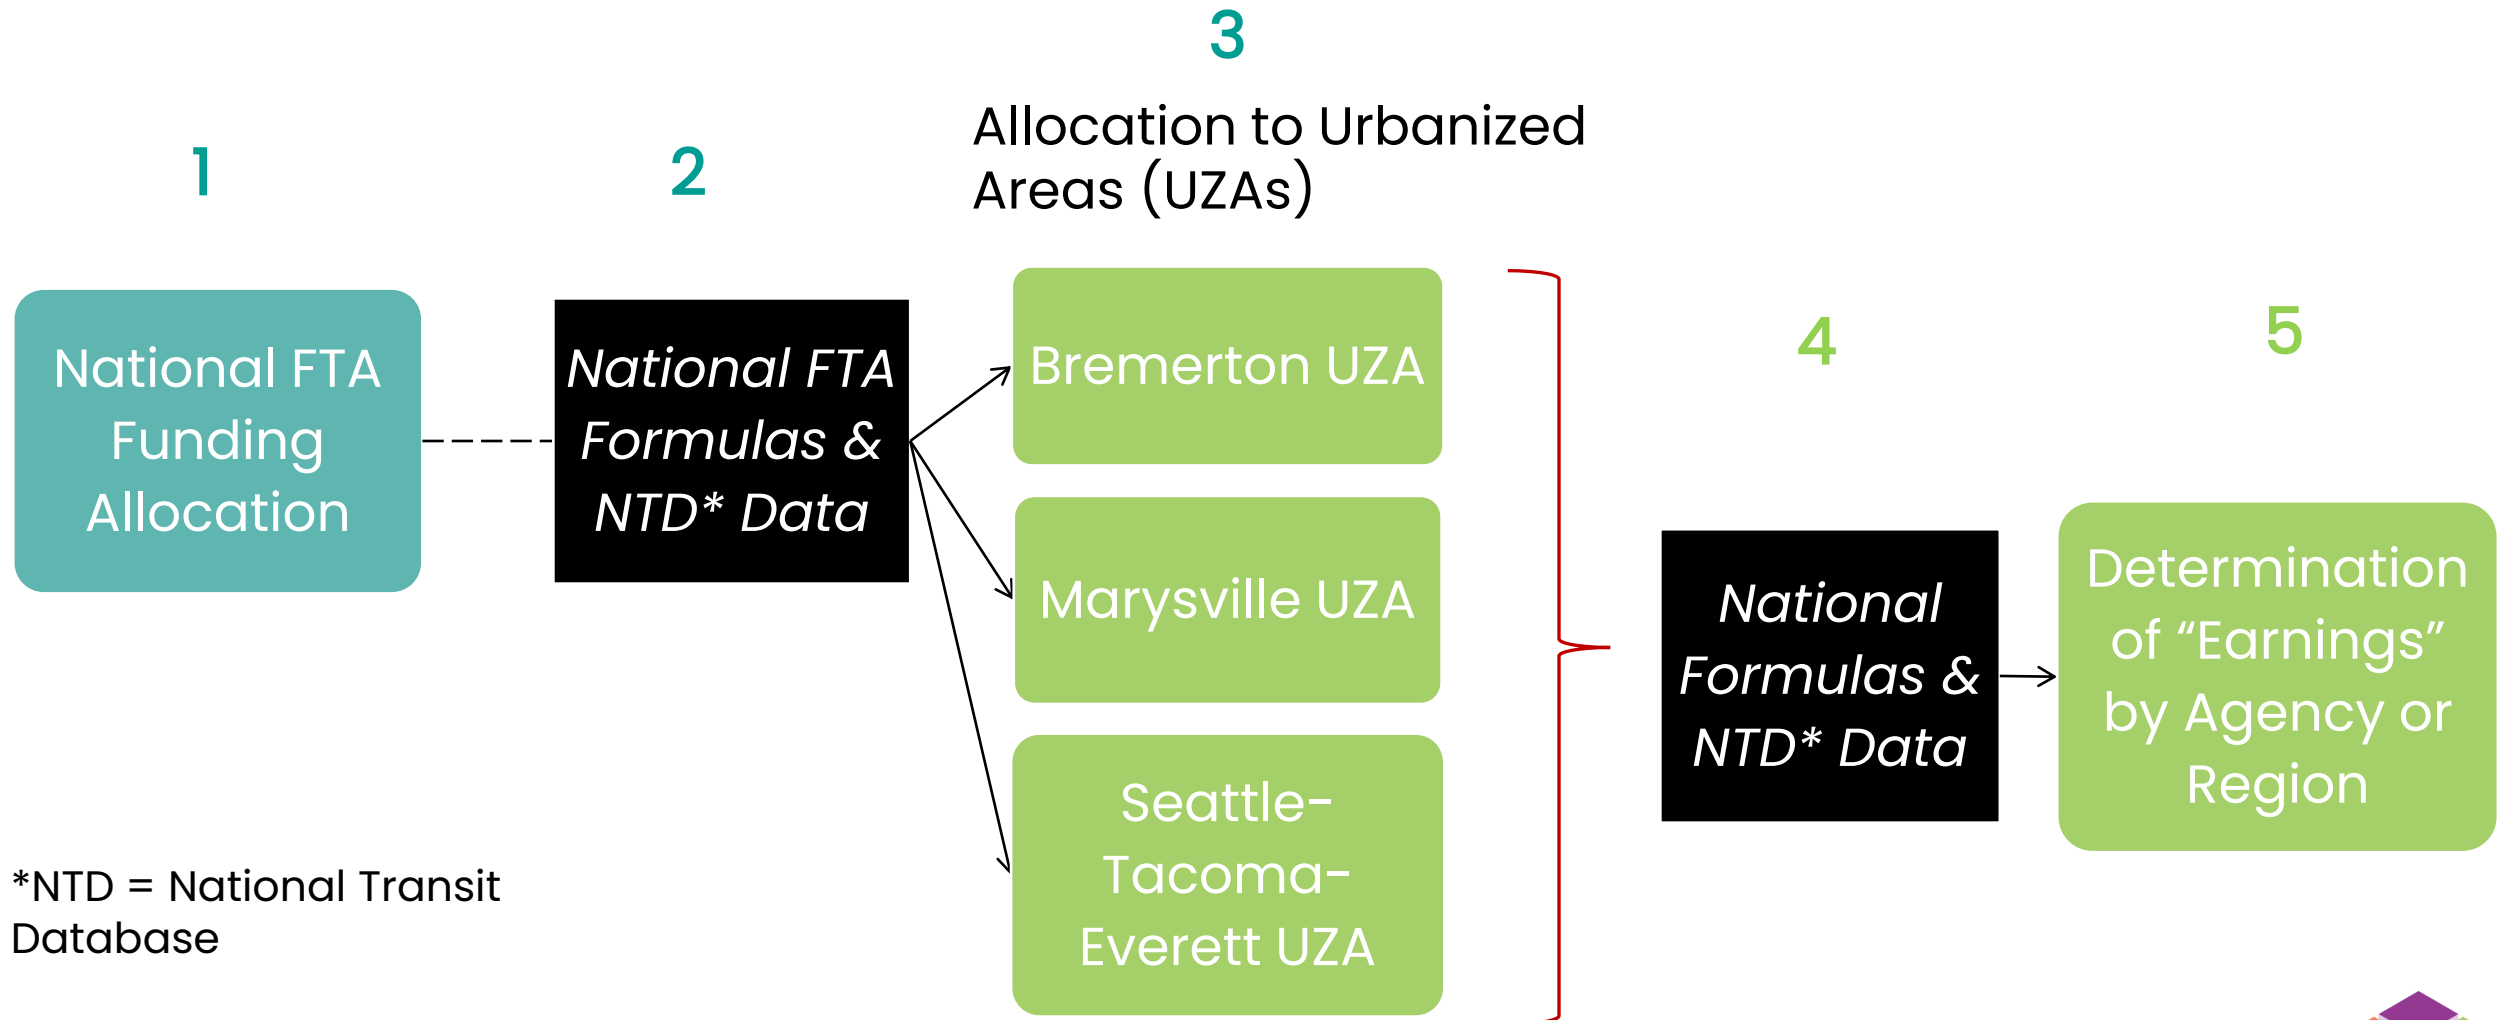 1
National FTA
Funding
Allocation
2
National FTA
Formulas &
NTD* Data
3
Allocation to Urbanized
Areas (UZAs)
Bremerton UZA
Marysville UZA
Seattle-
Tacoma-
Everett UZA
4
National
Formulas &
NTD* Data
5
Determination
of “Earnings”
by Agency or
Region
*NTD = National Transit
Database